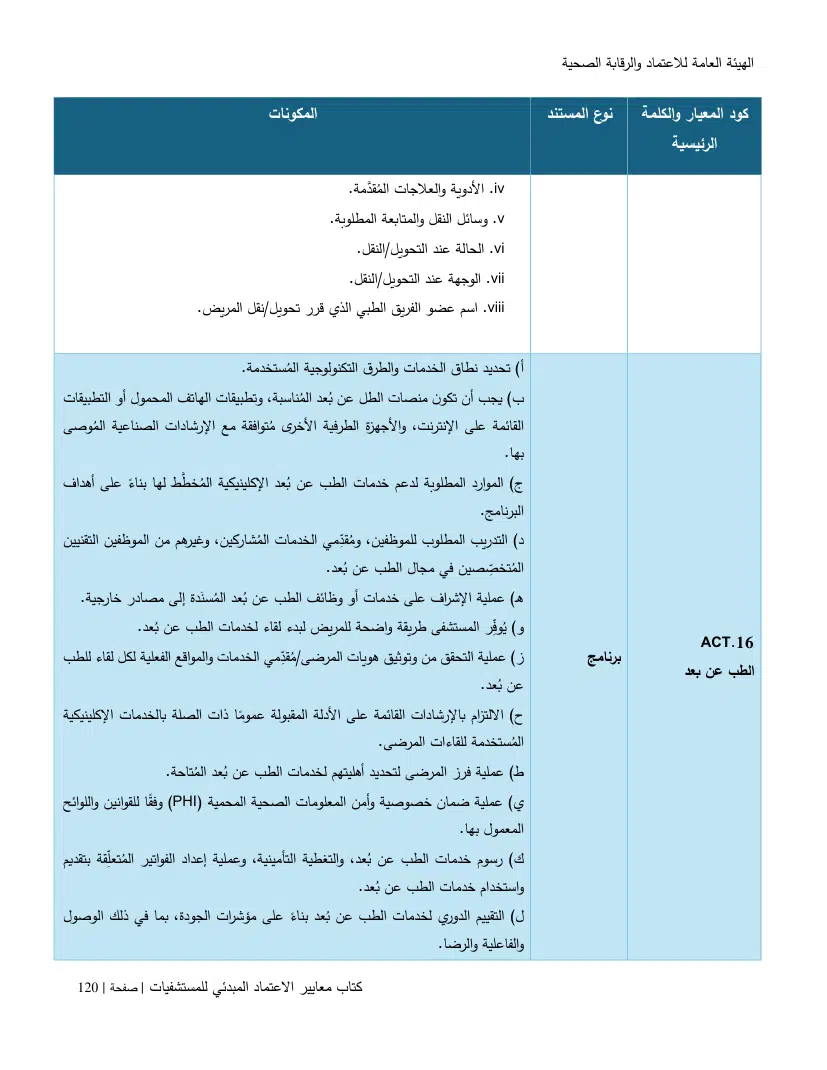 الهيئة العامة للاعتماد والرقابة الصحية
كود المعيار والكلمة الرئيسية
نوع المستند
المكونات
iv. الأدوية والعلاجات المُقدَّمة.
v. وسائل النقل والمتابعة المطلوبة.
vi. الحالة عند التحويل/النقل.
vii. الوجهة عند التحويل/النقل.
viii. اسم عضو الفريق الطبي الذي قرر تحويل/نقل المريض.
ACT.16
الطب عن بعد
برنامج
أ) تحديد نطاق الخدمات والطرق التكنولوجية المُستخدمة.
ب) يجب أن تكون منصات الطل عن بُعد المُناسبة، وتطبيقات الهاتف المحمول أو التطبيقات
القائمة على الإنترنت، والأجهزة الطرفية الأخرى مُتوافقة مع الإرشادات الصناعية المُوصى
بها.
ج) الموارد المطلوبة لدعم خدمات الطب عن بُعد الإكلينيكية المُخطَّط لها بناءً على أهداف
البرنامج.
د) التدريب المطلوب للموظفين، ومُقدِّمي الخدمات المُشاركين، وغيرهم من الموظفين التقنيين
المُتخصِّصين في مجال الطب عن بُعد.
ه) عملية الإشراف على خدمات أو وظائف الطب عن بُعد المُسنَدة إلى مصادر خارجية.
و) يُوفِّر المستشفى طريقة واضحة للمريض لبدء لقاء لخدمات الطب عن بُعد.
ز) عملية التحقق من وتوثيق هويات المرضى/مُقدِّمي الخدمات والمواقع الفعلية لكل لقاء للطب
عن بُعد.
ح) الالتزام بالإرشادات القائمة على الأدلة المقبولة عمومًا ذات الصلة بالخدمات الإكلينيكية
المُستخدمة للقاءات المرضى.
ط) عملية فرز المرضى لتحديد أهليتهم لخدمات الطب عن بُعد المُتاحة.
ي) عملية ضمان خصوصية وأمن المعلومات الصحية المحمية (PHI) وفقًا للقوانين واللوائح
المعمول بها.
ك) رسوم خدمات الطب عن بُعد، والتغطية التأمينية، وعملية إعداد الفواتير المُتعلِّقة بتقديم
واستخدام خدمات الطب عن بُعد.
ل) التقييم الدوري لخدمات الطب عن بُعد بناءً على مؤشرات الجودة، بما في ذلك الوصول
والفاعلية والرضا.
كتاب معايير الاعتماد المبدئي للمستشفيات | صفحة | 120